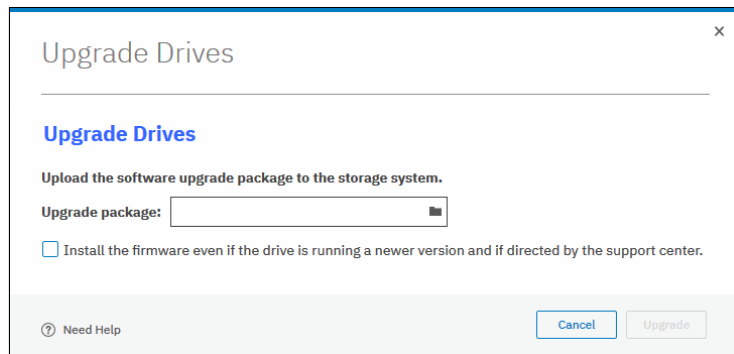 Upgrade Drives
Upgrade Drives
Upload the software upgrade package to the storage system.
Upgrade package:
Install the firmware even if the drive is running a newer version and if directed by the support center.
Need Help
Cancel
Upgrade